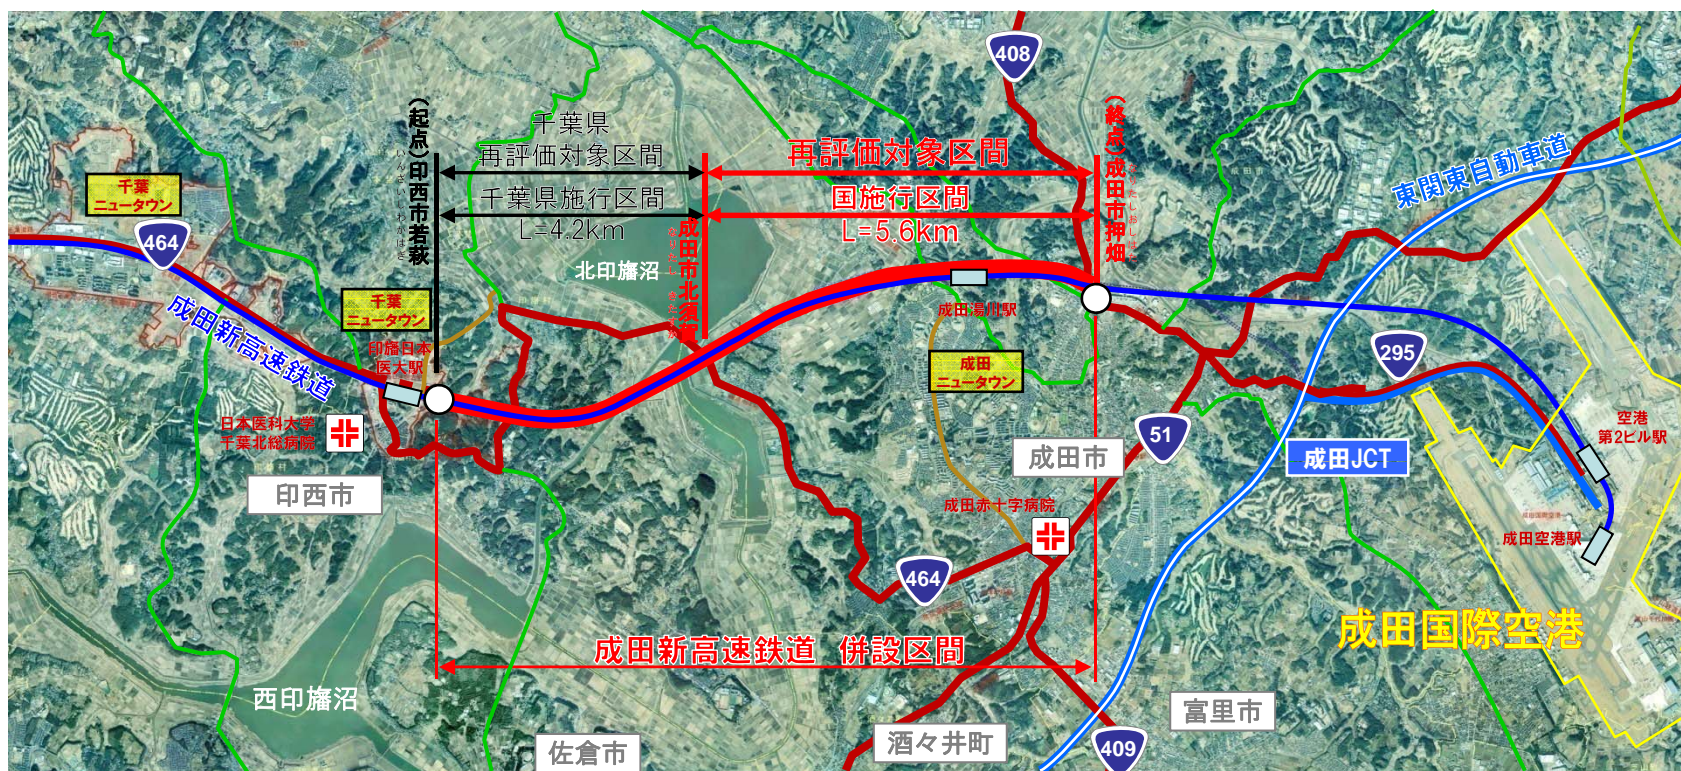 408
(起点)印西市若萩
いんざいしわかはぎ
千葉県
再評価対象区間
千葉県施行区間
L=4.2km
再評価対象区間
国施行区間
L=5.6km
(終点)成田市押畑
東関東自動車道
千葉
ニュータウン
464
成田新高速鉄道
北印旛沼
成田湯川駅
千葉
ニュータウン
印旛日本
医大駅
日本医科大学
千葉北総病院
印西市
成田
ニュータウン
295
51
成田市
成田JCT
空港
第2ビル駅
成田赤十字病院
成田空港駅
464
成田国際空港
成田新高速鉄道 併設区間
西印旛沼
佐倉市
酒々井町
富里市
409